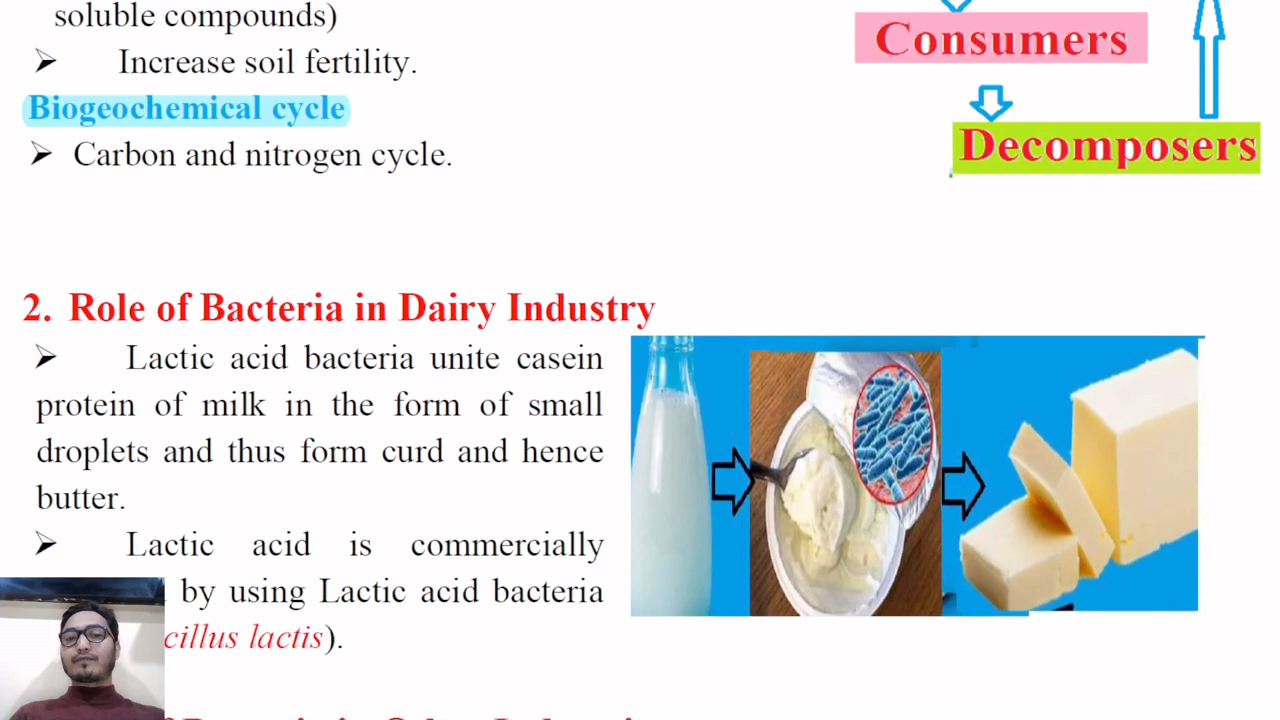 soluble compounds)
➢ Increase soil fertility.
Biogeochemical cycle
➢ Carbon and nitrogen cycle.
Consumers
Decomposers
2. Role of Bacteria in Dairy Industry
➢ Lactic acid bacteria unite casein
protein of milk in the form of small
droplets and thus form curd and hence
butter.
➢ Lactic acid is commercially
by using Lactic acid bacteria
cillus lactis).